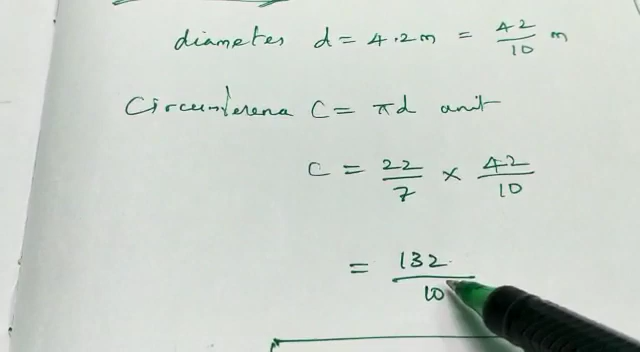 diameter d = 4.2m = 42/10 m
Circumference C = πd unit
C = 22/7 × 42/10
= 132/10